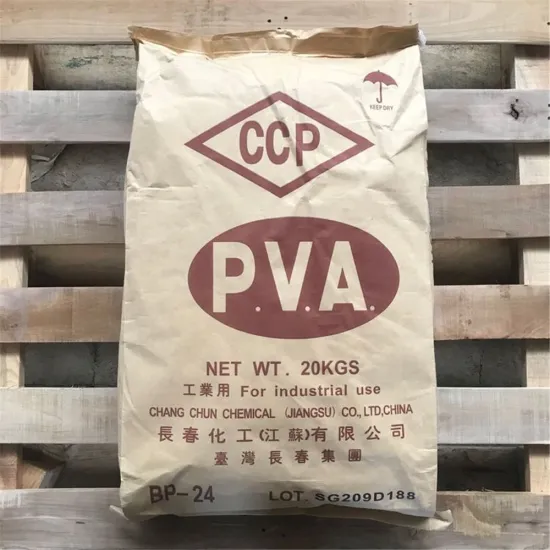 KEEP DRY
CCP
P.V.A.
NET WT. 20KGS
工業用 For industrial use
CHANG CHUN CHEMICAL (JIANGSU) CO., LTD,CHINA
長春化工(江蘇)有限公司
臺灣長春集團
BP-24 LOT. SG209D188